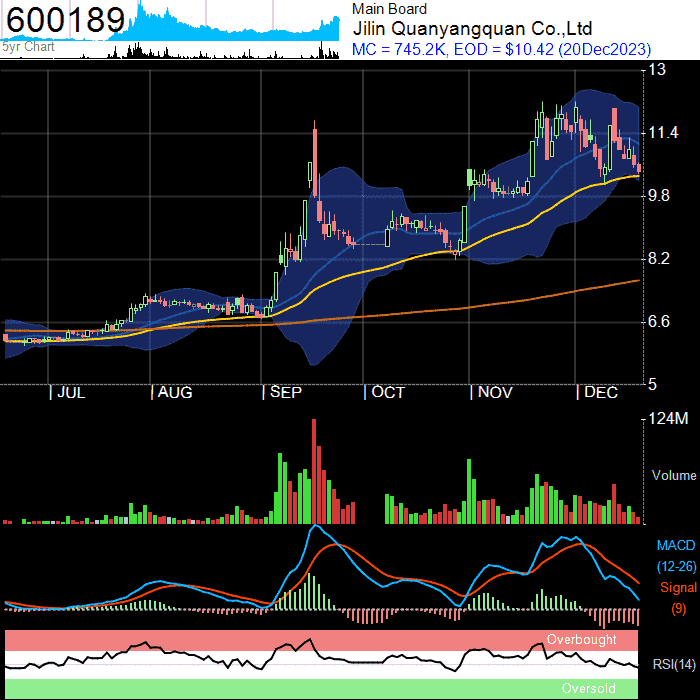 600189
5yr Chart
Main Board
Jilin Quanyangquan Co.,Ltd
MC = 745.2K, EOD = $10.42 (20Dec2023)
13
11.4
9.8
8.2
6.6
5
JUL
AUG
SEP
OCT
NOV
DEC
124M
Volume
MACD
(12-26)
Signal
(9)
Overbought
RSI(14)
Oversold